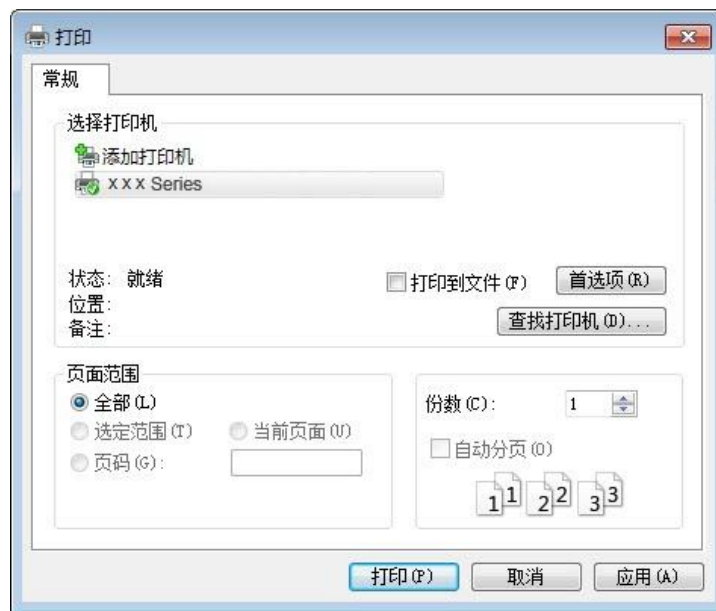 打印
常规
选择打印机
添加打印机
xxx Series
状态: 就绪
位置:
备注:
打印到文件(F)
首选项(R)
查找打印机(D)...
页面范围
全部(L)
选定范围(T) 当前页面(U)
页码(G):
份数(C): 1
自动分页(O)
1 1 2 2 3 3
打印(P) 取消 应用(A)